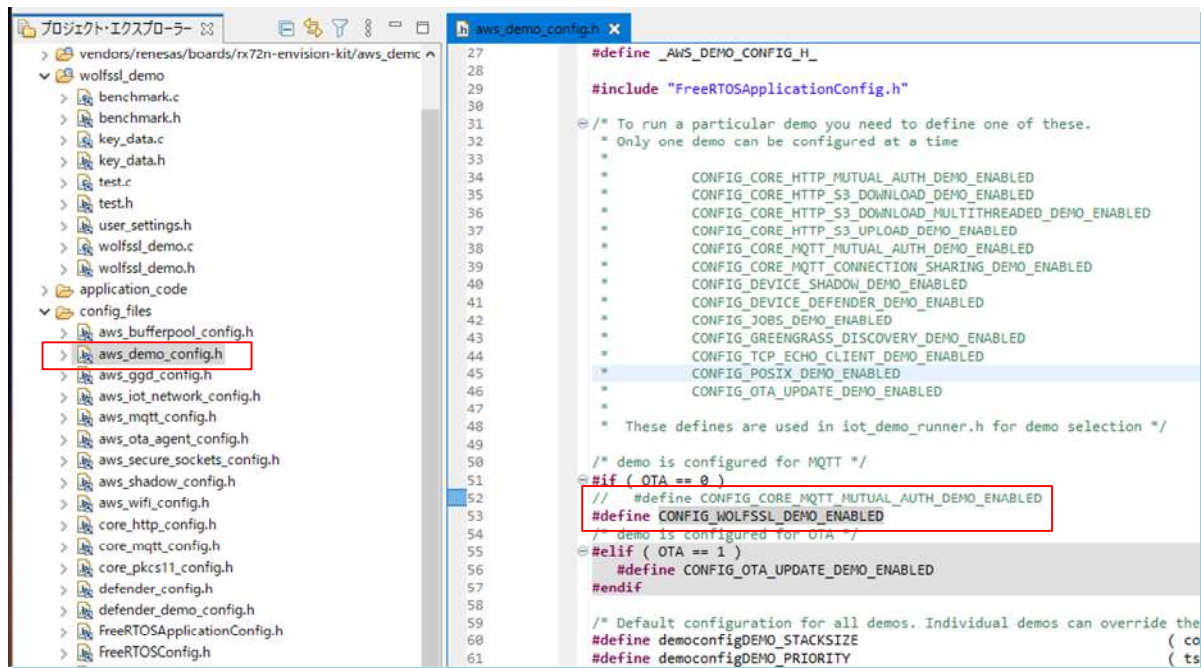 プロジェクト・エクスプローラー
vendors/renesas/boards/rx72n-envision-kit/aws_demc
wolfssl_demo
benchmark.c
benchmark.h
key_data.c
key_data.h
test.c
test.h
user_settings.h
wolfssl_demo.c
wolfssl_demo.h
application_code
config_files
aws_bufferpool_config.h
aws_demo_config.h
aws_ggd_config.h
aws_iot_network_config.h
aws_mqtt_config.h
aws_ota_agent_config.h
aws_secure_sockets_config.h
aws_shadow_config.h
aws_wifi_config.h
core_http_config.h
core_mqtt_config.h
core_pkcs11_config.h
defender_config.h
defender_demo_config.h
FreeRTOSApplicationConfig.h
FreeRTOSConfig.h
aws_demo_config.h
27 #define _AWS_DEMO_CONFIG_H_
28
29 #include "FreeRTOSApplicationConfig.h"
30
31 /* To run a particular demo you need to define one of these.
32 * Only one demo can be configured at a time
33 *
34 * CONFIG_CORE_HTTP_MUTUAL_AUTH_DEMO_ENABLED
35 * CONFIG_CORE_HTTP_S3_DOWNLOAD_DEMO_ENABLED
36 * CONFIG_CORE_HTTP_S3_DOWNLOAD_MULTITHREADED_DEMO_ENABLED
37 * CONFIG_CORE_HTTP_S3_UPLOAD_DEMO_ENABLED
38 * CONFIG_CORE_MQTT_MUTUAL_AUTH_DEMO_ENABLED
39 * CONFIG_CORE_MQTT_CONNECTION_SHARING_DEMO_ENABLED
40 * CONFIG_DEVICE_SHADOW_DEMO_ENABLED
41 * CONFIG_DEVICE_DEFENDER_DEMO_ENABLED
42 * CONFIG_JOBS_DEMO_ENABLED
43 * CONFIG_GREENGRASS_DISCOVERY_DEMO_ENABLED
44 * CONFIG_TCP_ECHO_CLIENT_DEMO_ENABLED
45 * CONFIG_POSIX_DEMO_ENABLED
46 * CONFIG_OTA_UPDATE_DEMO_ENABLED
47 *
48 * These defines are used in iot_demo_runner.h for demo selection */
49
50 /* demo is configured for MQTT */
51 #if ( OTA == 0 )
52 // #define CONFIG_CORE_MQTT_MUTUAL_AUTH_DEMO_ENABLED
53 #define CONFIG_WOLFSSL_DEMO_ENABLED
54 /* demo is configured for OTA */
55 #elif ( OTA == 1 )
56 #define CONFIG_OTA_UPDATE_DEMO_ENABLED
57 #endif
58
59 /* Default configuration for all demos. Individual demos can override the
60 #define democonfigDEMO_STACKSIZE ( co
61 #define democonfigDEMO_PRIORITY ( ts